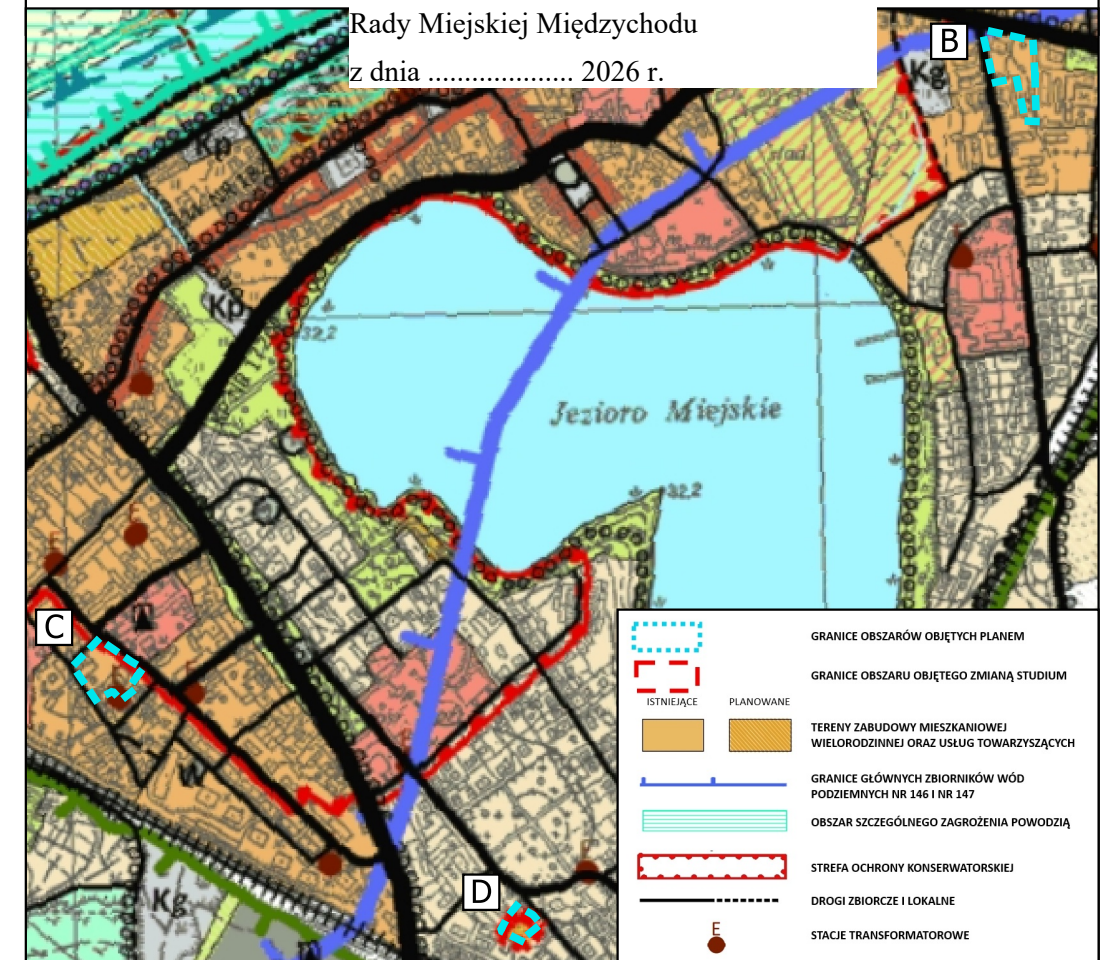 Rady Miejskiej Międzychodu
z dnia .................... 2026 r.
B
Kg
Kp
Kp
39,2
Jezioro Miejskie
32,2
E
E
C
E
W
D
E
Kg
GRANICE OBSZARÓW OBJĘTYCH PLANEM
GRANICE OBSZARU OBJĘTEGO ZMIANĄ STUDIUM
ISTNIEJĄCE PLANOWANE
TERENY ZABUDOWY MIESZKANIOWEJ
WIELORODZINNEJ ORAZ USŁUG TOWARZYSZĄCYCH
GRANICE GŁÓWNYCH ZBIORNIKÓW WÓD
PODZIEMNYCH NR 146 I NR 147
OBSZAR SZCZEGÓLNEGO ZAGROŻENIA POWODZIĄ
STREFA OCHRONY KONSERWATORSKIEJ
DROGI ZBIORCZE I LOKALNE
E
STACJE TRANSFORMATOROWE